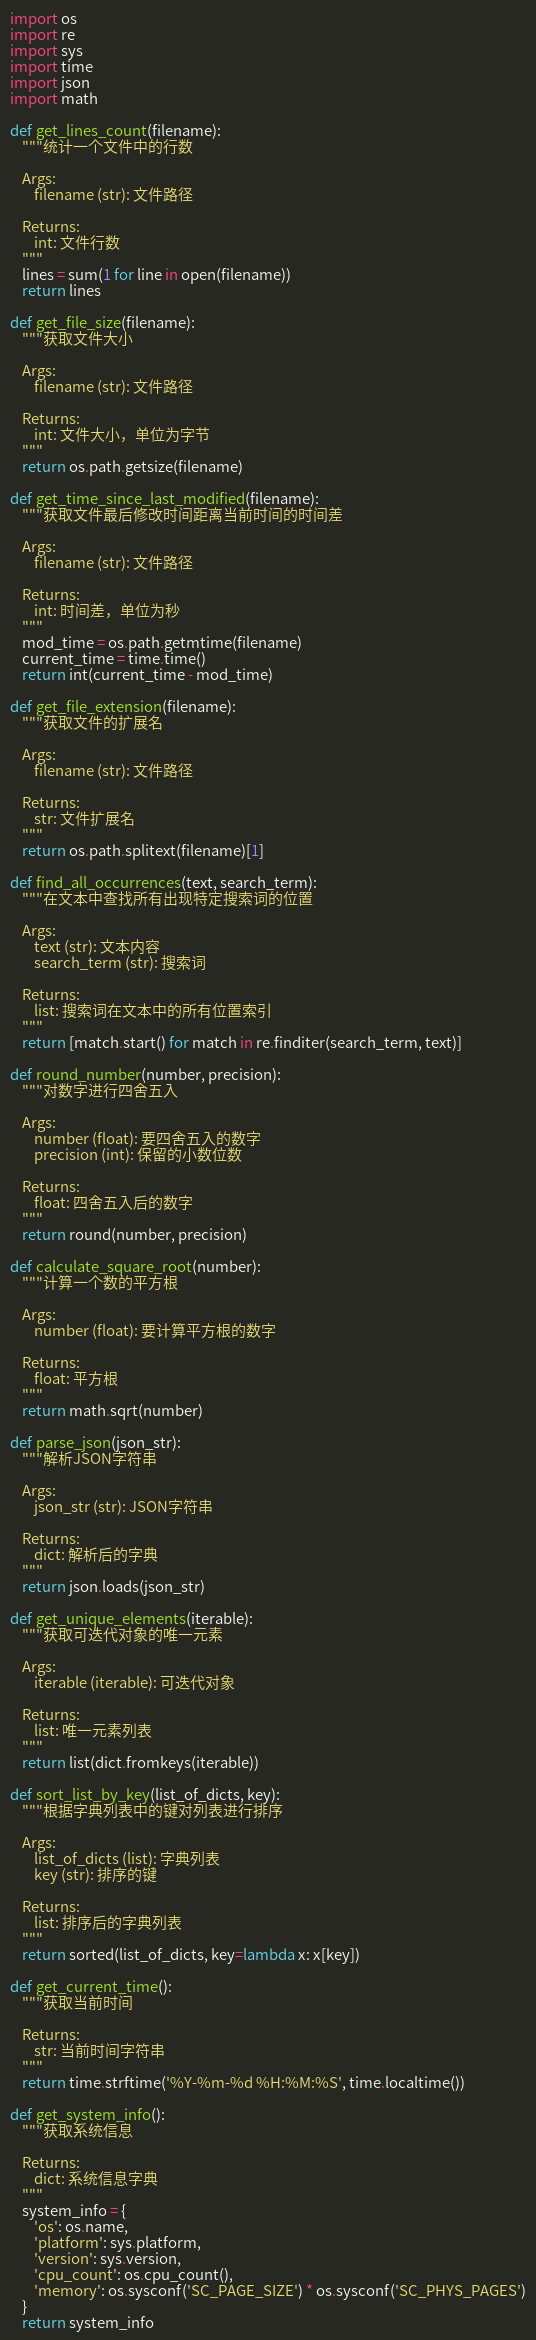 import os
import re
import sys
import time
import json
import math

def get_lines_count(filename):
    """统计一个文件中的行数

    Args:
        filename (str): 文件路径

    Returns:
        int: 文件行数
    """
    lines = sum(1 for line in open(filename))
    return lines

def get_file_size(filename):
    """获取文件大小

    Args:
        filename (str): 文件路径

    Returns:
        int: 文件大小，单位为字节
    """
    return os.path.getsize(filename)

def get_time_since_last_modified(filename):
    """获取文件最后修改时间距离当前时间的时间差

    Args:
        filename (str): 文件路径

    Returns:
        int: 时间差，单位为秒
    """
    mod_time = os.path.getmtime(filename)
    current_time = time.time()
    return int(current_time - mod_time)

def get_file_extension(filename):
    """获取文件的扩展名

    Args:
        filename (str): 文件路径

    Returns:
        str: 文件扩展名
    """
    return os.path.splitext(filename)[1]

def find_all_occurrences(text, search_term):
    """在文本中查找所有出现特定搜索词的位置

    Args:
        text (str): 文本内容
        search_term (str): 搜索词

    Returns:
        list: 搜索词在文本中的所有位置索引
    """
    return [match.start() for match in re.finditer(search_term, text)]

def round_number(number, precision):
    """对数字进行四舍五入

    Args:
        number (float): 要四舍五入的数字
        precision (int): 保留的小数位数

    Returns:
        float: 四舍五入后的数字
    """
    return round(number, precision)

def calculate_square_root(number):
    """计算一个数的平方根

    Args:
        number (float): 要计算平方根的数字

    Returns:
        float: 平方根
    """
    return math.sqrt(number)

def parse_json(json_str):
    """解析JSON字符串

    Args:
        json_str (str): JSON字符串

    Returns:
        dict: 解析后的字典
    """
    return json.loads(json_str)

def get_unique_elements(iterable):
    """获取可迭代对象的唯一元素

    Args:
        iterable (iterable): 可迭代对象

    Returns:
        list: 唯一元素列表
    """
    return list(dict.fromkeys(iterable))

def sort_list_by_key(list_of_dicts, key):
    """根据字典列表中的键对列表进行排序

    Args:
        list_of_dicts (list): 字典列表
        key (str): 排序的键

    Returns:
        list: 排序后的字典列表
    """
    return sorted(list_of_dicts, key=lambda x: x[key])

def get_current_time():
    """获取当前时间

    Returns:
        str: 当前时间字符串
    """
    return time.strftime('%Y-%m-%d %H:%M:%S', time.localtime())

def get_system_info():
    """获取系统信息

    Returns:
        dict: 系统信息字典
    """
    system_info = {
        'os': os.name,
        'platform': sys.platform,
        'version': sys.version,
        'cpu_count': os.cpu_count(),
        'memory': os.sysconf('SC_PAGE_SIZE') * os.sysconf('SC_PHYS_PAGES')
    }
    return system_info